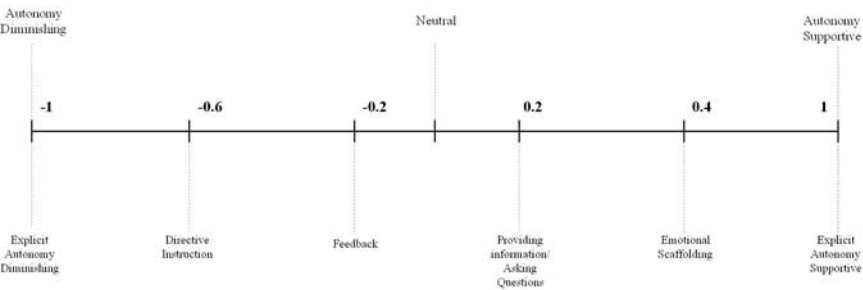 Autonomy
Diminishing
Neutral
Autonomy
Supportive
-1
-0.6
-0.2
0.2
0.4
1
Explicit
Autonomy
Diminishing
Directive
Instruction
Feedback
Providing
information/
Asking
Questions
Emotional
Scaffolding
Explicit
Autonomy
Supportive